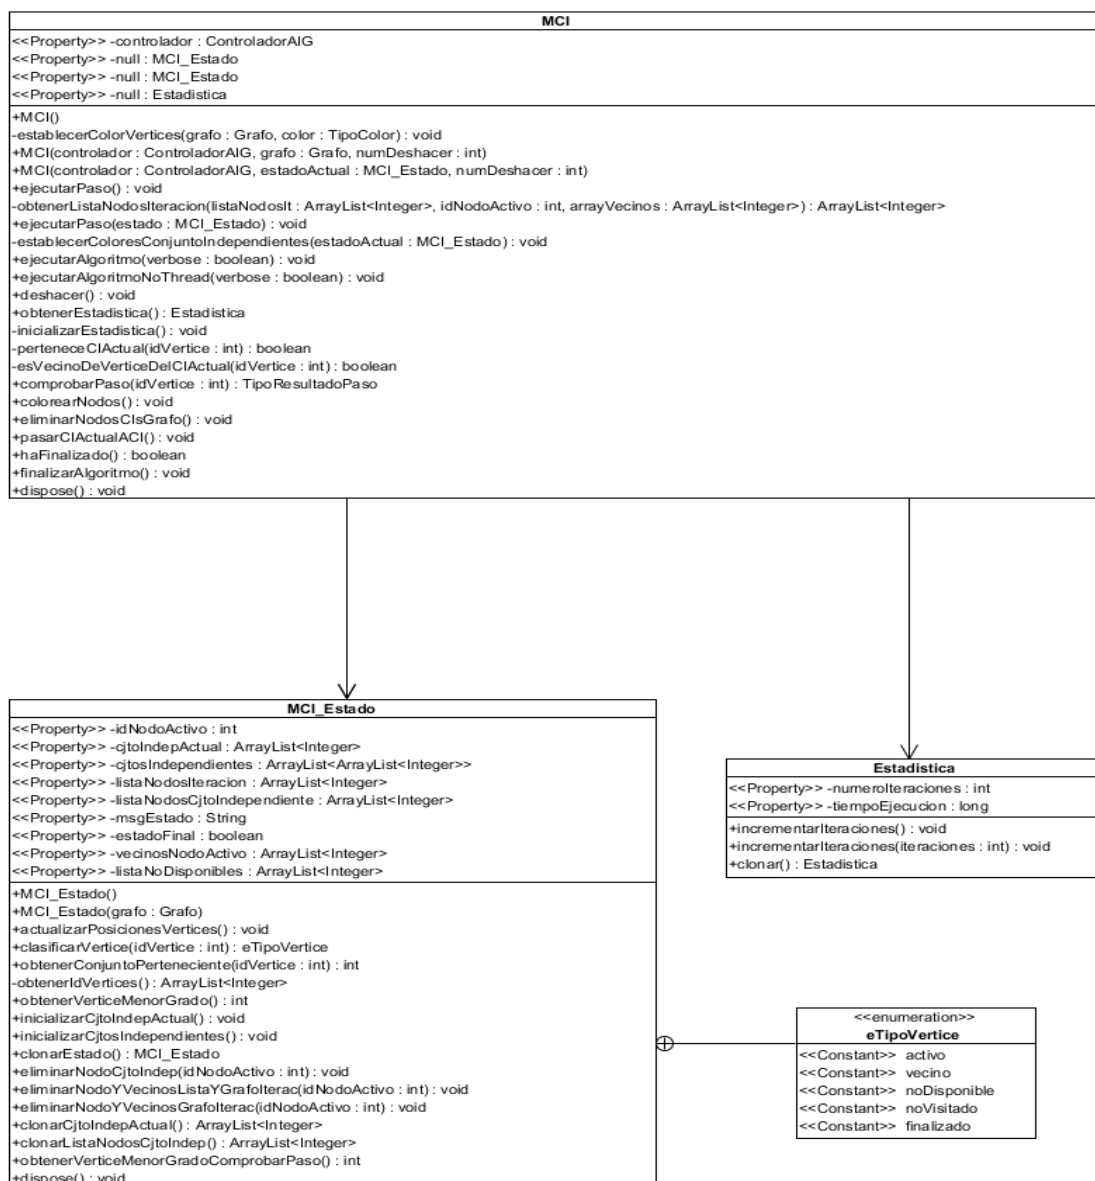 MCI
<<Property>> -controlador : ControladorAIG
<<Property>> -null : MCI_Estado
<<Property>> -null : MCI_Estado
<<Property>> -null : Estadistica
+MCI()
-establecerColorVertices(grafo : Grafo, color : TipoColor) : void
+MCI(controlador : ControladorAIG, grafo : Grafo, numDeshacer : int)
+MCI(controlador : ControladorAIG, estadoActual : MCI_Estado, numDeshacer : int)
+ejecutarPaso() : void
-obtenerListaNodosIteracion(listaNodosIt : ArrayList<Integer>, idNodoActivo : int, arrayVecinos : ArrayList<Integer>) : ArrayList<Integer>
+ejecutarPaso(estado : MCI_Estado) : void
-establecerColoresConjuntoIndependientes(estadoActual : MCI_Estado) : void
+ejecutarAlgoritmo(verbose : boolean) : void
+ejecutarAlgoritmoNoThread(verbose : boolean) : void
+deshacer() : void
+obtenerEstadistica() : Estadistica
-inicializarEstadistica() : void
-perteneceCIActual(idVertice : int) : boolean
-esVecinoDeVerticeDelCIActual(idVertice : int) : boolean
+comprobarPaso(idVertice : int) : TipoResultadoPaso
+colorearNodos() : void
+eliminarNodosCIsGrafo() : void
+pasarCIActualACI() : void
+haFinalizado() : boolean
+finalizarAlgoritmo() : void
+dispose() : void
MCI_Estado
<<Property>> -idNodoActivo : int
<<Property>> -cjtoIndepActual : ArrayList<Integer>
<<Property>> -cjtosIndependientes : ArrayList<ArrayList<Integer>>
<<Property>> -listaNodosIteracion : ArrayList<Integer>
<<Property>> -listaNodosCjtoIndependiente : ArrayList<Integer>
<<Property>> -msgEstado : String
<<Property>> -estadoFinal : boolean
<<Property>> -vecinosNodoActivo : ArrayList<Integer>
<<Property>> -listaNoDisponibles : ArrayList<Integer>
+MCI_Estado()
+MCI_Estado(grafo : Grafo)
+actualizarPosicionesVertices() : void
+clasificarVertice(idVertice : int) : eTipoVertice
+obtenerConjuntoPerteneciente(idVertice : int) : int
-obtenerIdVertices() : ArrayList<Integer>
+obtenerVerticeMenorGrado() : int
+inicializarCjtoIndepActual() : void
+inicializarCjtosIndependientes() : void
+clonarEstado() : MCI_Estado
+eliminarNodoCjtoIndep(idNodoActivo : int) : void
+eliminarNodoYVecinosListaYGrafoIterac(idNodoActivo : int) : void
+eliminarNodoYVecinosGrafoIterac(idNodoActivo : int) : void
+clonarCjtoIndepActual() : ArrayList<Integer>
+clonarListaNodosCjtoIndep() : ArrayList<Integer>
+obtenerVerticeMenorGradoComprobarPaso() : int
+dispose() : void
Estadistica
<<Property>> -numeroIteraciones : int
<<Property>> -tiempoEjecucion : long
+incrementarIteraciones() : void
+incrementarIteraciones(iteraciones : int) : void
+clonar() : Estadistica
<<enumeration>>
eTipoVertice
<<Constant>> activo
<<Constant>> vecino
<<Constant>> noDisponible
<<Constant>> noVisitado
<<Constant>> finalizado